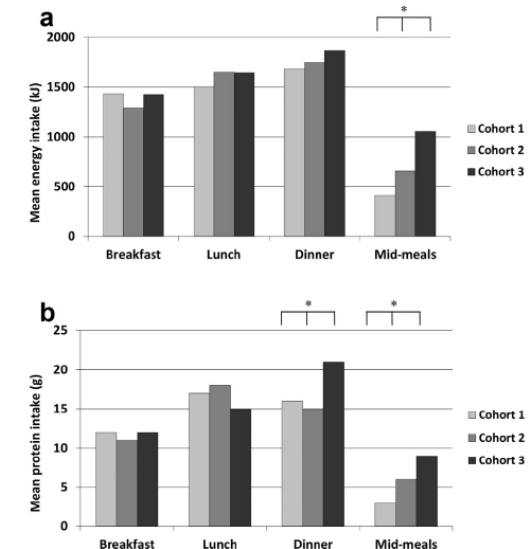 a
*
Mean energy intake (kJ)
2000
1500
1000
500
0
Breakfast Lunch Dinner Mid-meals
Cohort 1
Cohort 2
Cohort 3
b
* *
Mean protein intake (g)
25
20
15
10
5
0
Breakfast Lunch Dinner Mid-meals
Cohort 1
Cohort 2
Cohort 3